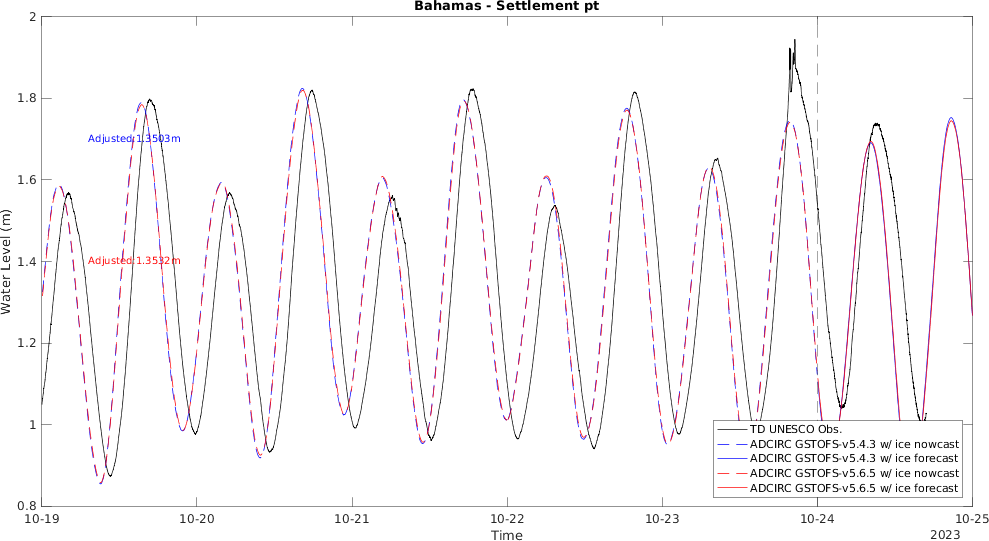 Bahamas - Settlement pt
2
1.8
1.6
1.4
1.2
1
0.8
Water Level (m)
Adjusted:1.3503m
Adjusted:1.3532m
TD UNESCO Obs.
ADCIRC GSTOFS-v5.4.3 w/ ice nowcast
ADCIRC GSTOFS-v5.4.3 w/ ice forecast
ADCIRC GSTOFS-v5.6.5 w/ ice nowcast
ADCIRC GSTOFS-v5.6.5 w/ ice forecast
10-19 10-20 10-21 10-22 10-23 10-24 10-25
Time
2023